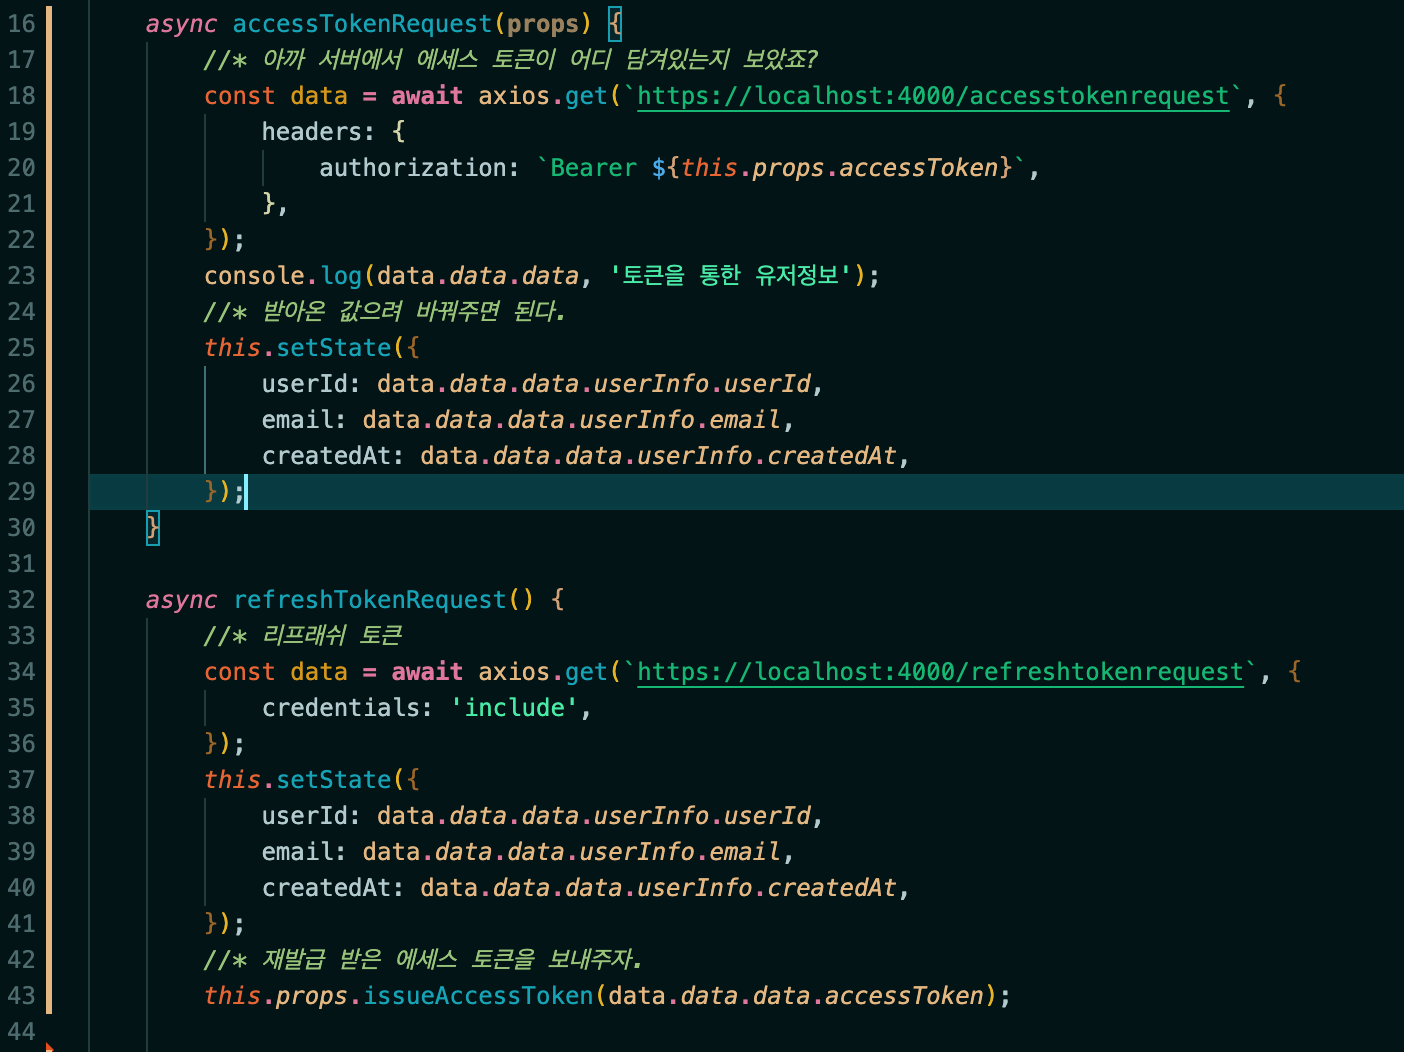 16 async accessTokenRequest(props) {
17 //* 아까 서버에서 에세스 토큰이 어디 담겨있는지 보았죠?
18 const data = await axios.get(`https://localhost:4000/accesstokenrequest`, {
19 headers: {
20 authorization: `Bearer ${this.props.accessToken}`,
21 },
22 });
23 console.log(data.data.data, '토큰을 통한 유저정보');
24 //* 받아온 값으려 바꿔주면 된다.
25 this.setState({
26 userId: data.data.data.userInfo.userId,
27 email: data.data.data.userInfo.email,
28 createdAt: data.data.data.userInfo.createdAt,
29 });
30 }
31
32 async refreshTokenRequest() {
33 //* 리프래쉬 토큰
34 const data = await axios.get(`https://localhost:4000/refreshtokenrequest`, {
35 credentials: 'include',
36 });
37 this.setState({
38 userId: data.data.data.userInfo.userId,
39 email: data.data.data.userInfo.email,
40 createdAt: data.data.data.userInfo.createdAt,
41 });
42 //* 재발급 받은 에세스 토큰을 보내주자.
43 this.props.issueAccessToken(data.data.data.accessToken);
44